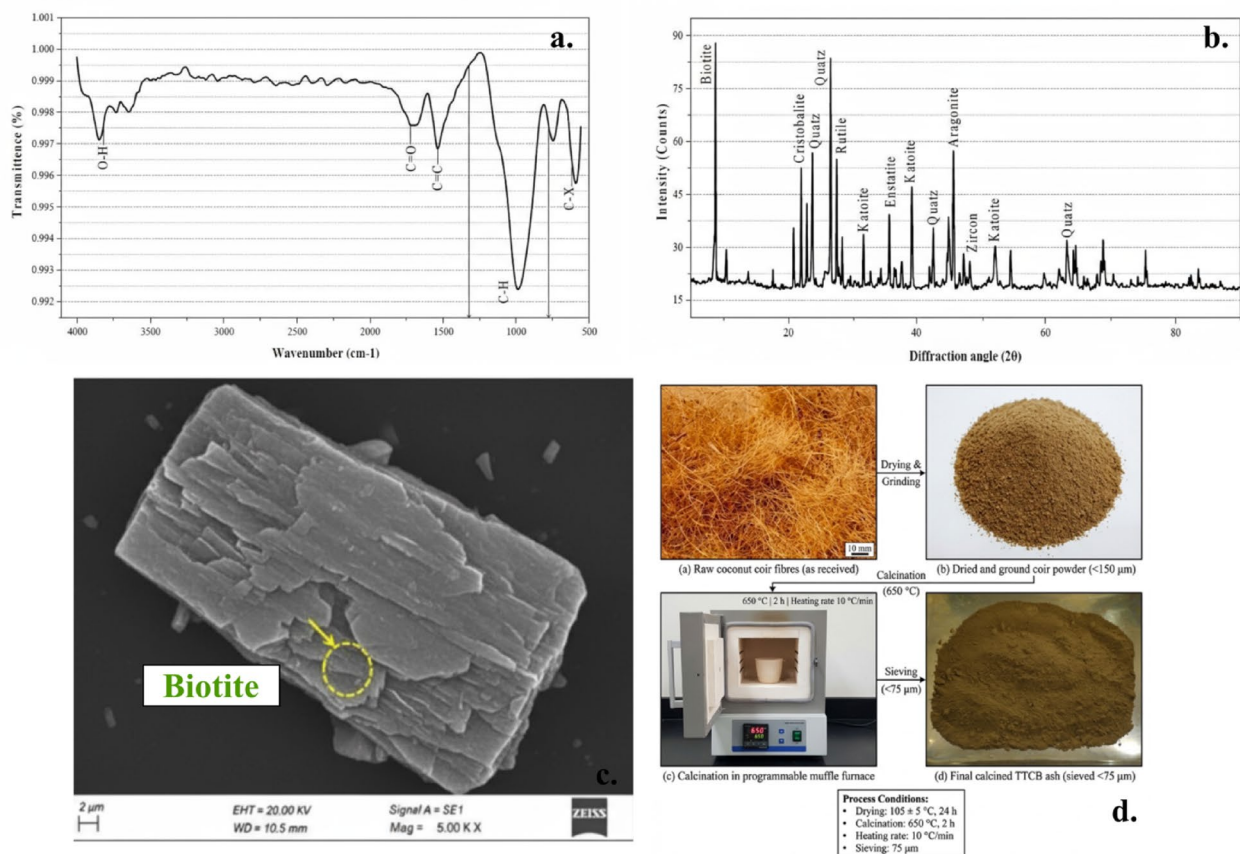 a.
1.001
1.000
0.999
0.998
0.997
0.996
0.995
0.994
0.993
0.992
Transmittence (%)
O-H
C=O
C=C
C-H
C-X
4000
3500
3000
2500
2000
1500
1000
500
Wavenumber (cm-1)
b.
90
75
60
45
30
15
Intensity (Counts)
Biotite
Cristobalite
Quatz
Quatz
Rutile
Katoite
Enstatite
Katoite
Quatz
Aragonite
Zircon
Katoite
Quatz
20
40
60
80
Diffraction angle (2θ)
Biotite
c.
2 µm
EHT = 20.00 KV
WD = 10.5 mm
Signal A = SE1
Mag = 5.00 K X
ZEISS
10 mm
(a) Raw coconut coir fibres (as received)
Drying &
Grinding
(b) Dried and ground coir powder (<150 µm)
Calcination
(650 °C)
650 °C | 2 h | Heating rate 10 °C/min
650
650
(c) Calcination in programmable muffle furnace
Sieving
(<75 µm)
(d) Final calcined TTCB ash (sieved <75 µm)
Process Conditions:
• Drying: 105 ± 5 °C, 24 h
• Calcination: 650 °C, 2 h
• Heating rate: 10 °C/min
• Sieving: 75 µm
d.